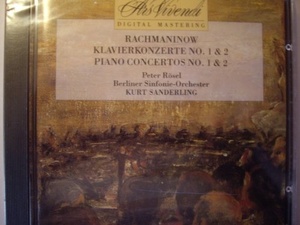 Ars Vivendi
DIGITAL MASTERING
RACHMANINOW
KLAVIERKONZERTE NO. 1 & 2
PIANO CONCERTOS NO. 1 & 2
Peter Rösel
Berliner Sinfonie-Orchester
KURT SANDERLING